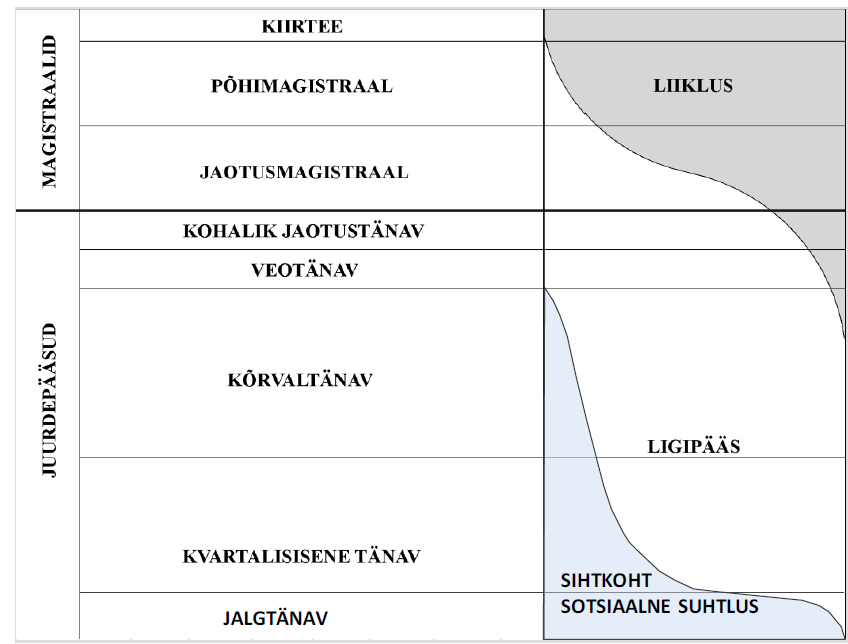 MAGISTRAALID
KIIRTEE
PÕHIMAGISTRAAL
LIIKLUS
JAOTUSMAGISTRAAL
JUURDEPÄÄSUD
KOHALIK JAOTUSTÄNAV
VEOTÄNAV
KÕRVALTÄNAV
LIGIPÄÄS
KVARTALISISENE TÄNAV
SIHTKOHT
SOTSIAALNE SUHTLUS
JALGTÄNAV